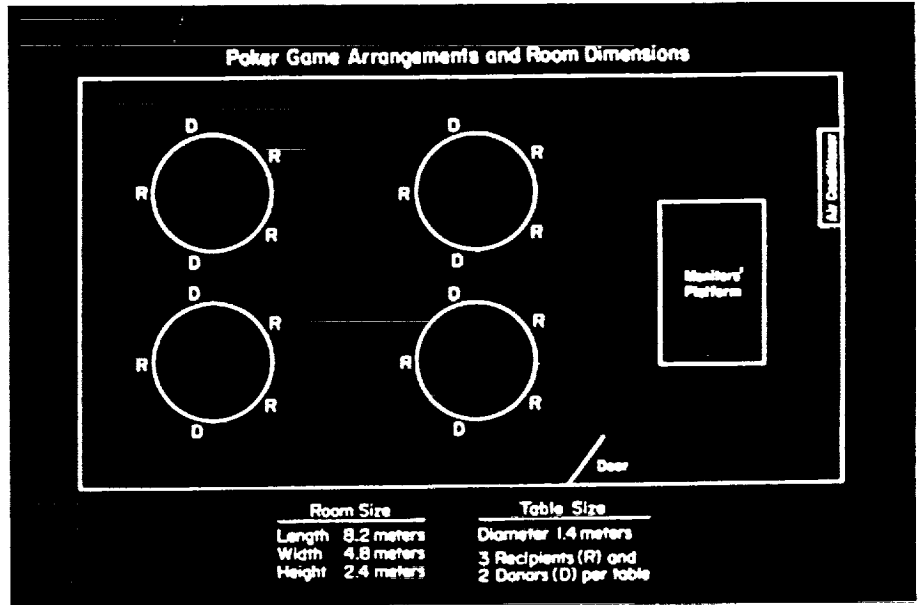 Poker Game Arrangements and Room Dimensions
D
D
R
R
R
R
Air Conditioner
R
R
D
D
Monitors'
Platform
D
D
R
R
R
R
R
R
D
D
Door
Room Size
Length 8.2 meters
Width 4.8 meters
Height 2.4 meters
Table Size
Diameter 1.4 meters
3 Recipients (R) and
2 Donors (D) per table